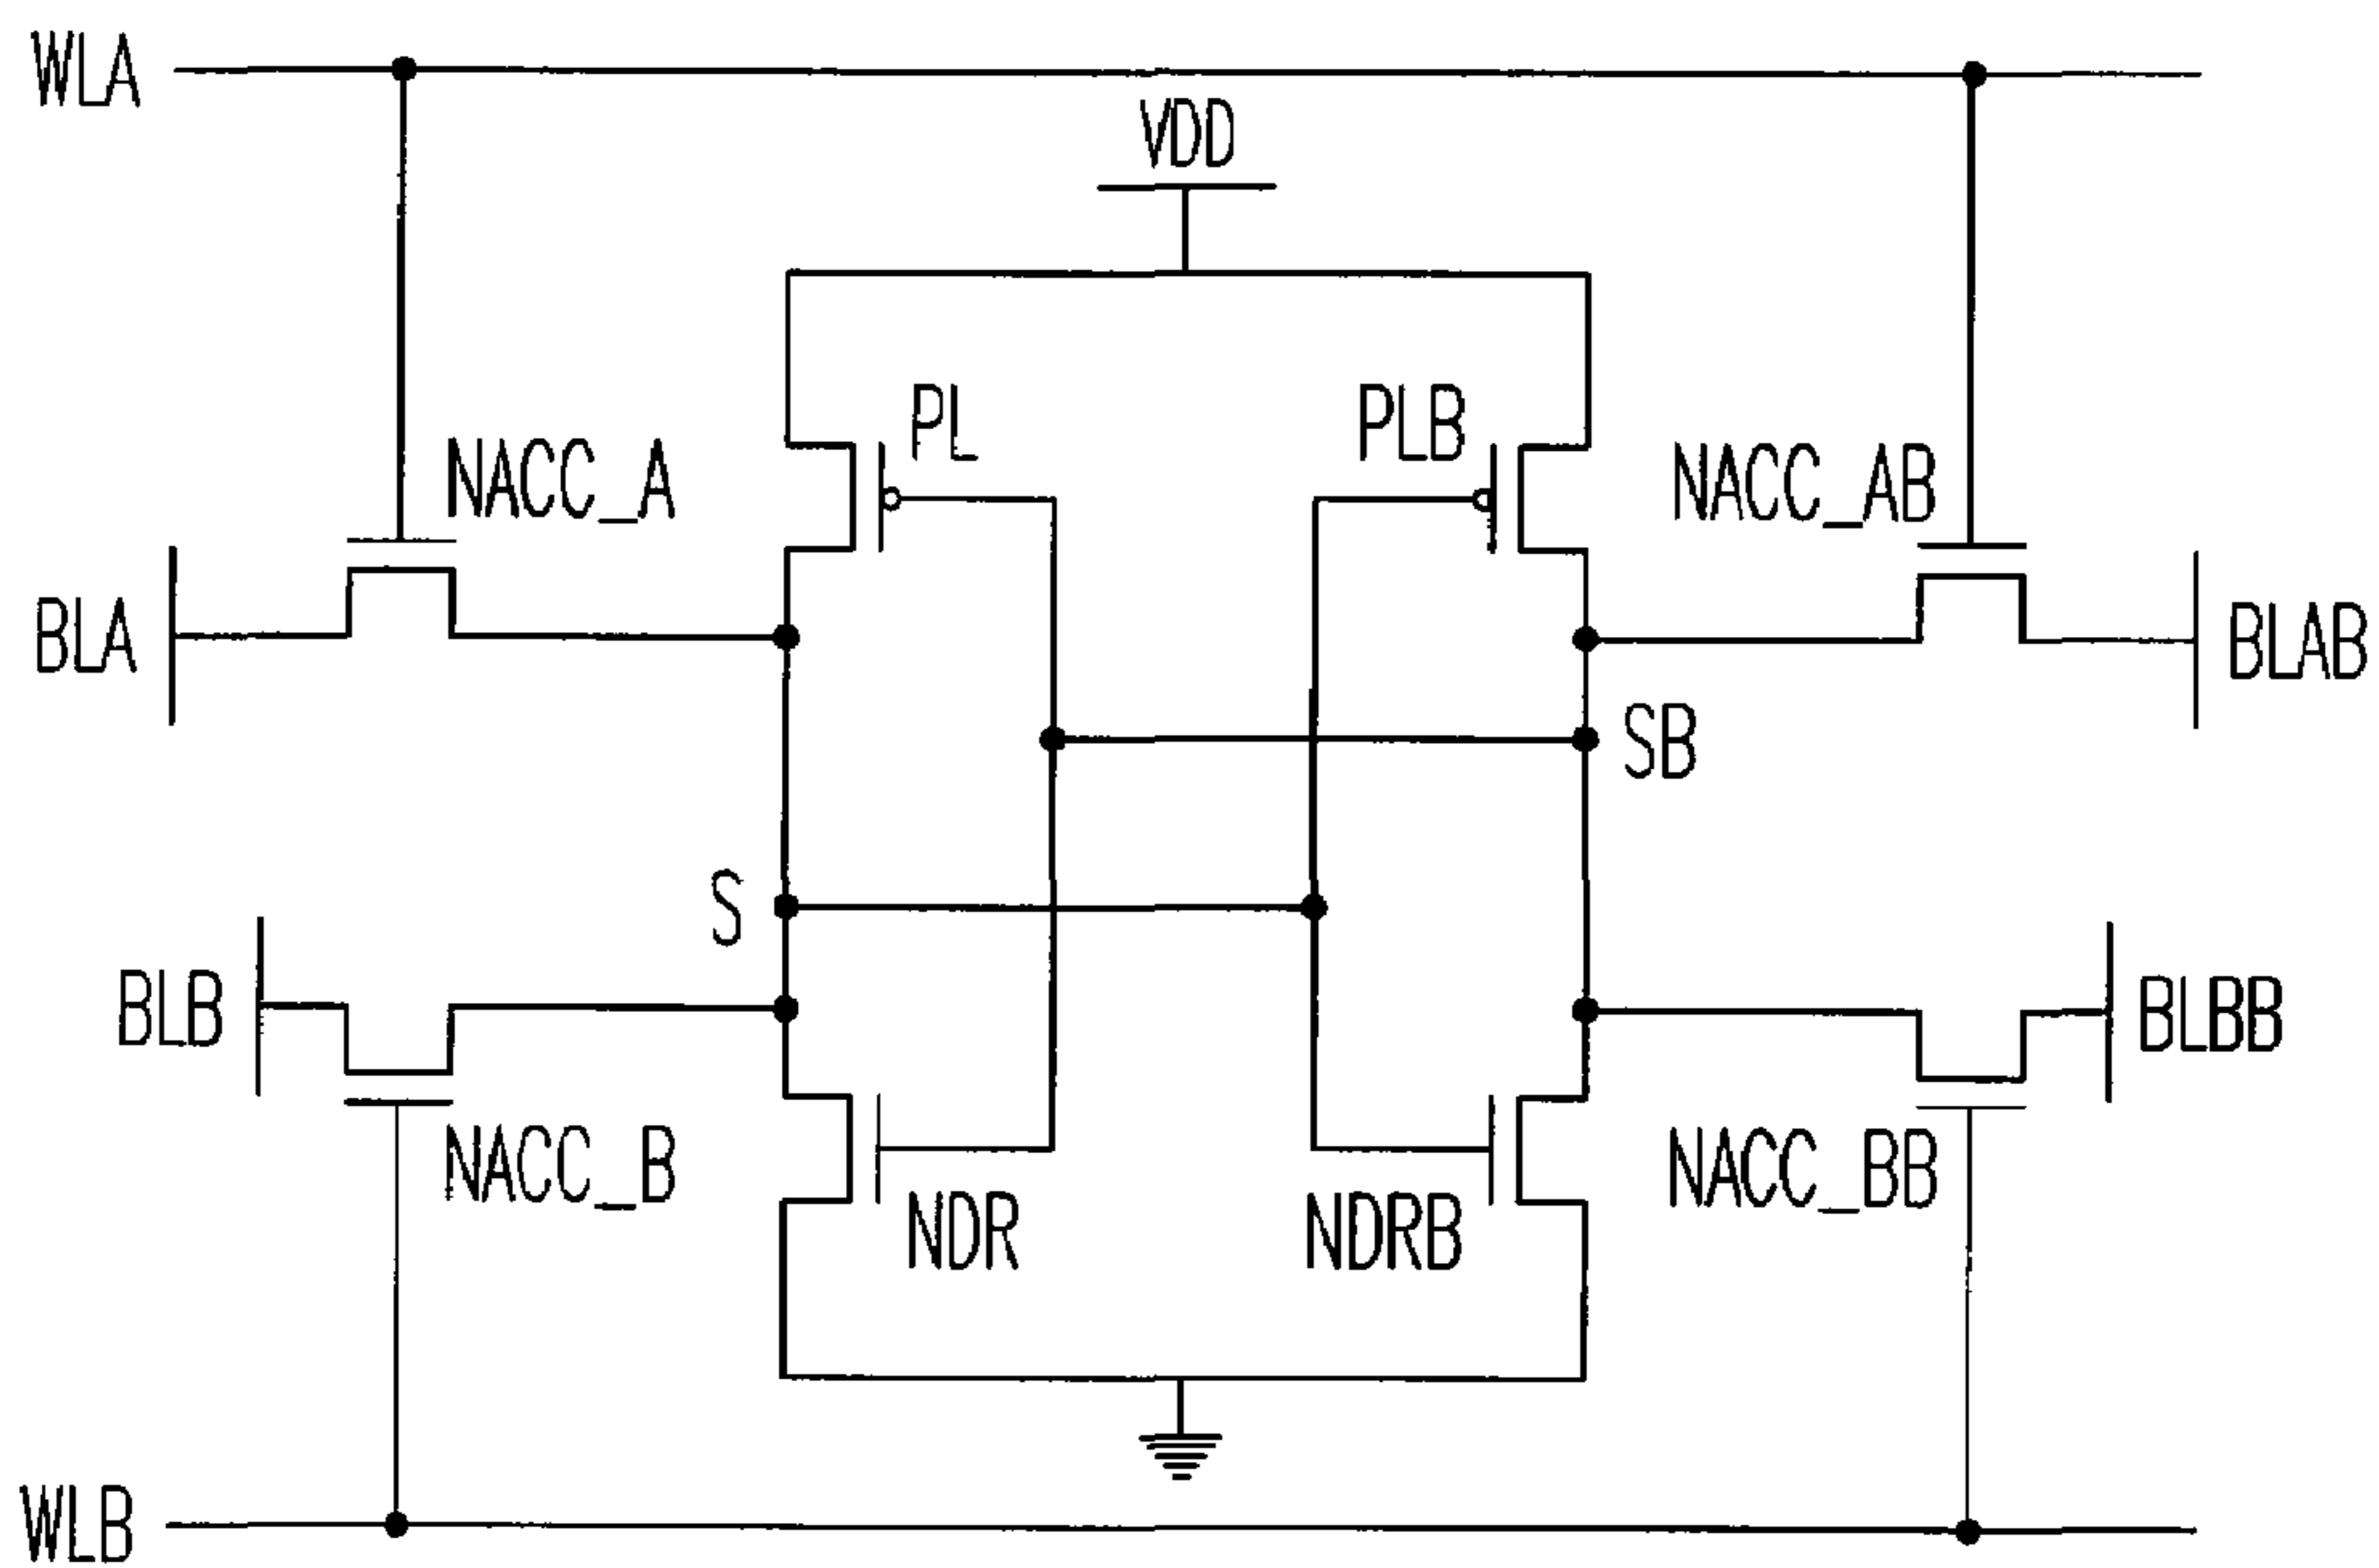 WLA
VDD
PL
PLB
NACC_A
NACC_AB
BLA
BLAB
SB
S
BLB
BLBB
NACC_B
NACC_BB
NDR
NDRB
WLB